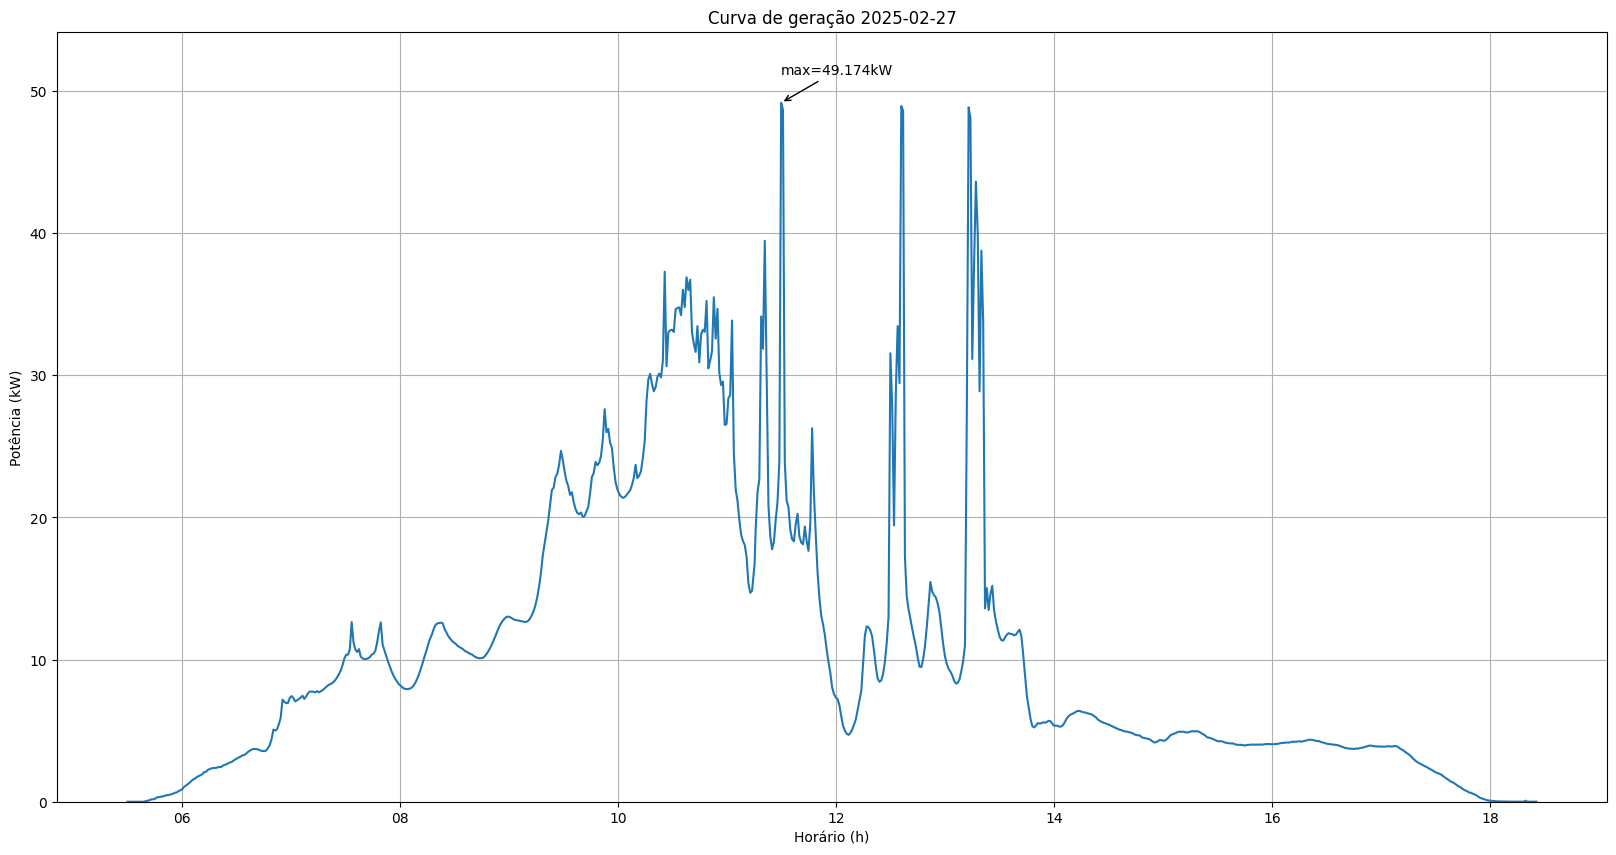 Curva de geração 2025-02-27
max=49.174kW
50
40
30
20
10
0
Potência (kW)
06 08 10 12 14 16 18
Horário (h)